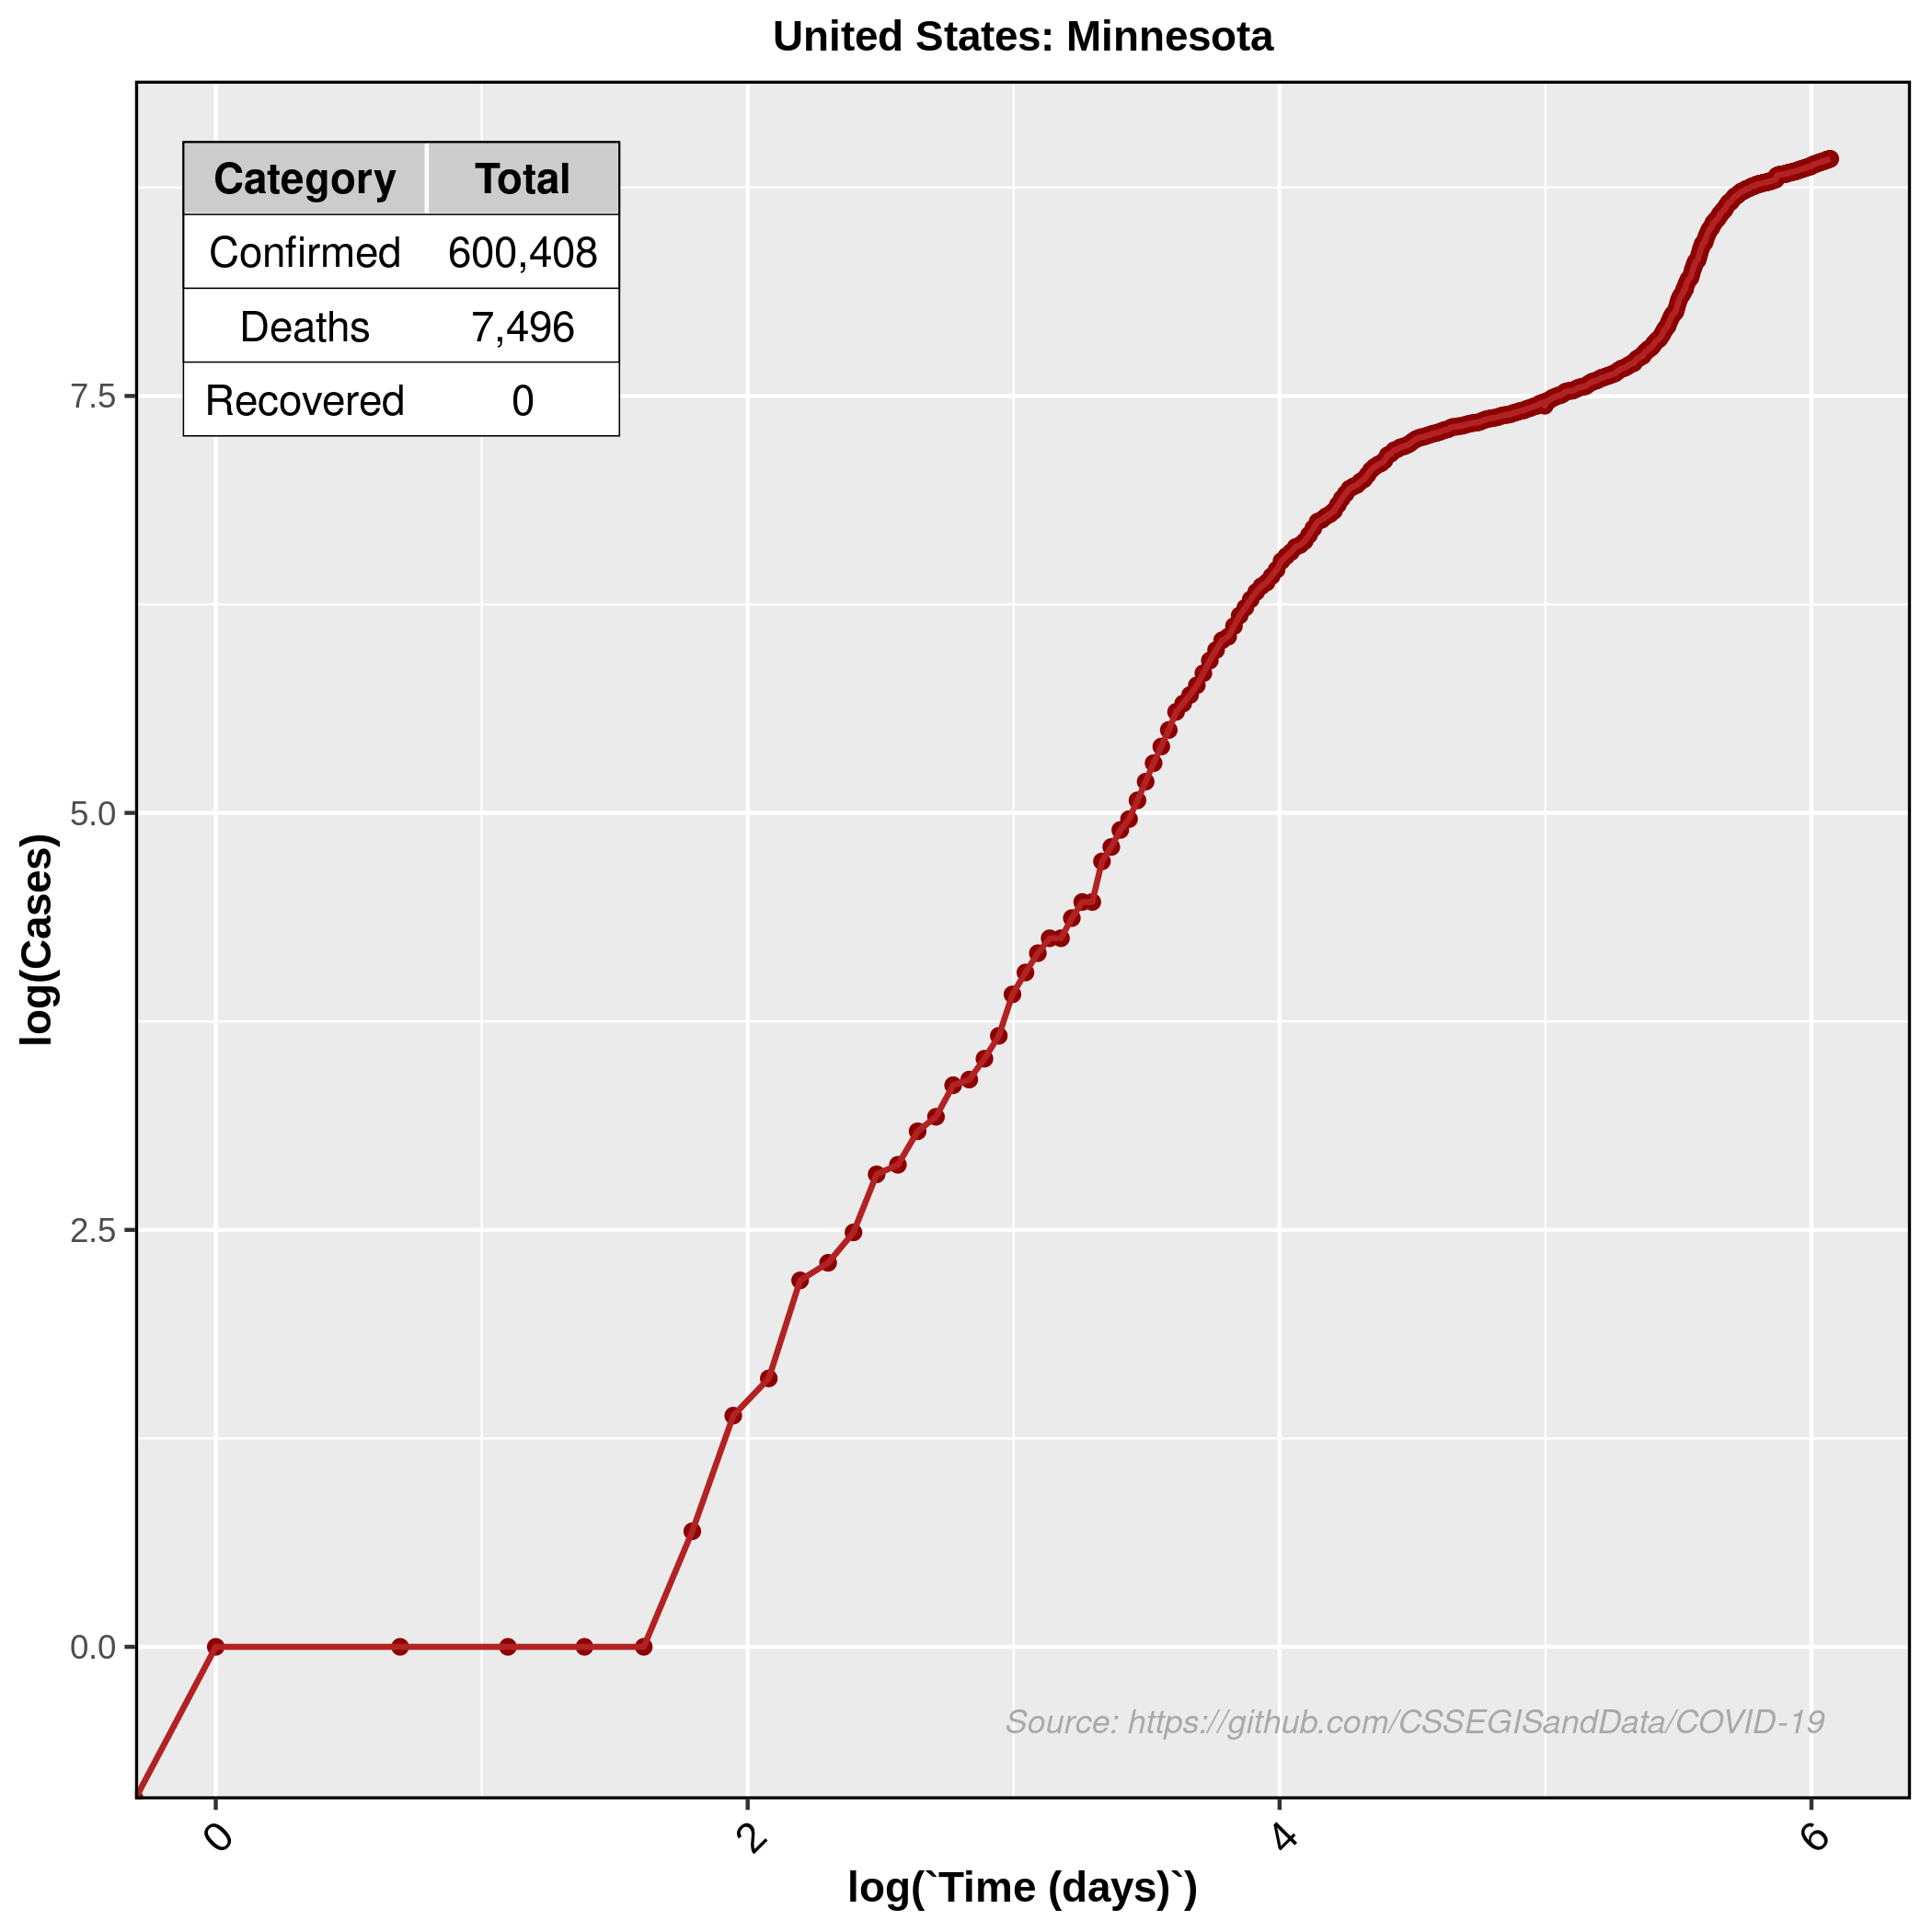 United States: Minnesota
Category Total
Confirmed 600,408
Deaths 7,496
Recovered 0
7.5
5.0
2.5
0.0
log(Cases)
Source: https://github.com/CSSEGISandData/COVID-19
0 2 4 6
log(`Time (days)`)